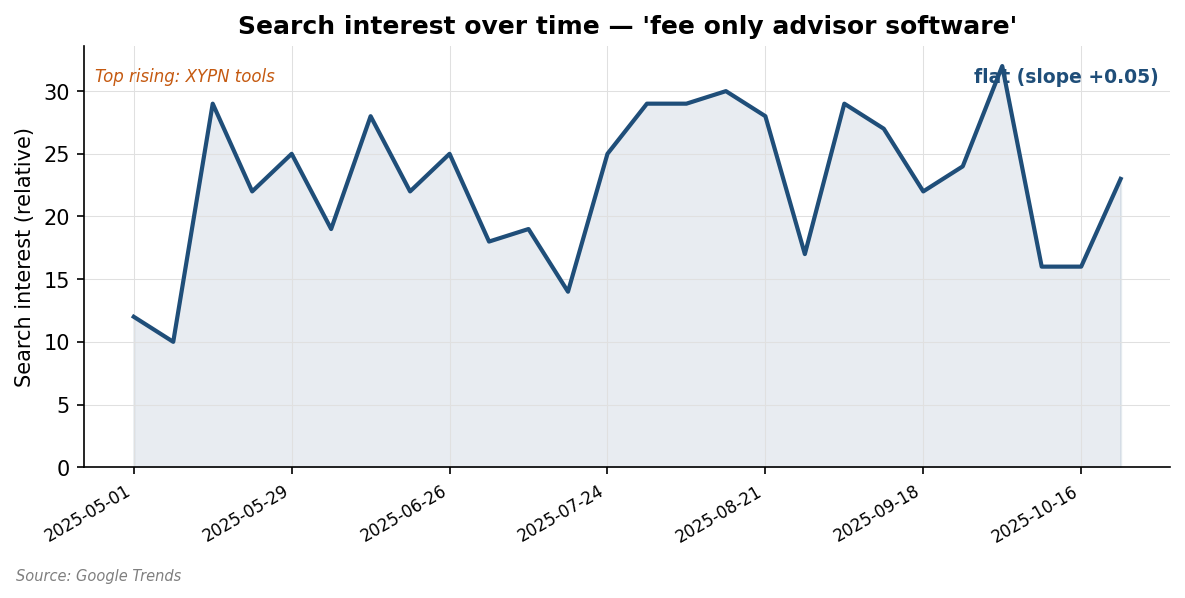 Search interest over time — 'fee only advisor software'
Top rising: XYPN tools
flat (slope +0.05)
Search interest (relative)
30
25
20
15
10
5
0
2025-05-01
2025-05-29
2025-06-26
2025-07-24
2025-08-21
2025-09-18
2025-10-16
Source: Google Trends